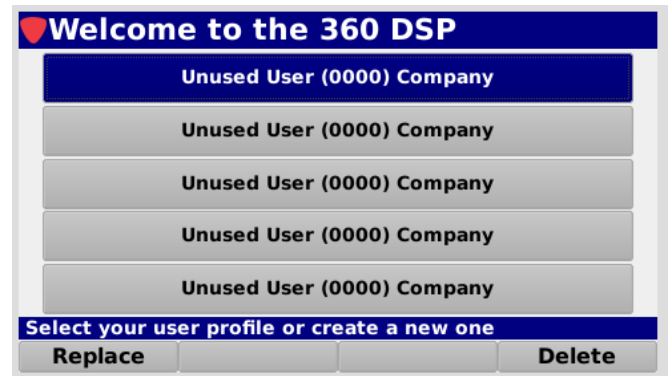 Welcome to the 360 DSP
Unused User (0000) Company
Unused User (0000) Company
Unused User (0000) Company
Unused User (0000) Company
Unused User (0000) Company
Select your user profile or create a new one
Replace Delete